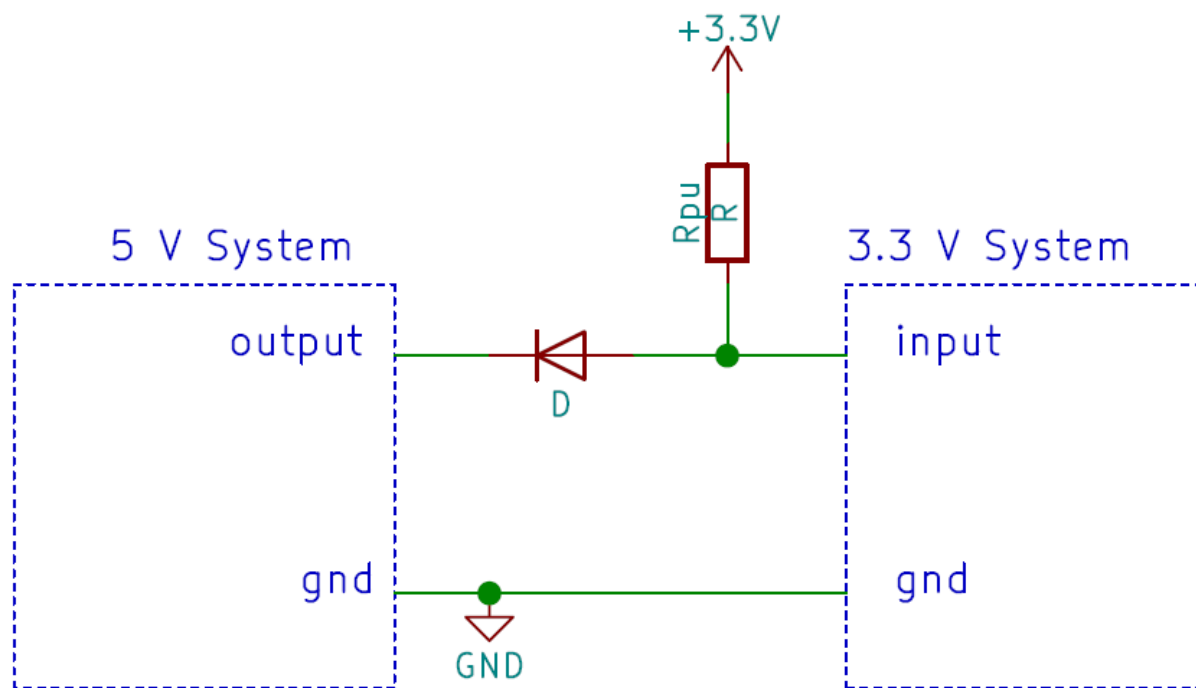 +3.3V
Rpu
R
5 V System
3.3 V System
output
input
D
gnd
gnd
GND